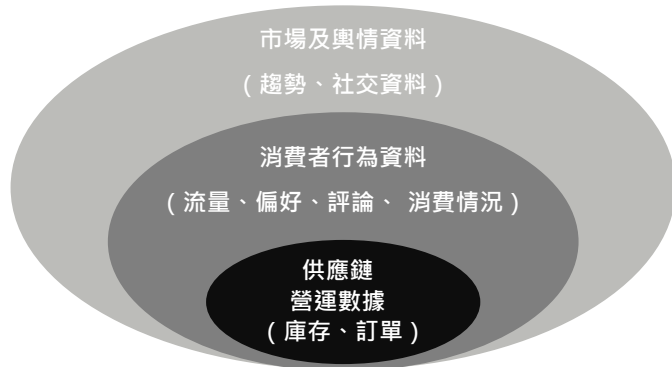 市場及輿情資料
(趨勢、社交資料)
消費者行為資料
(流量、偏好、評論、 消費情況)
供應鏈
營運數據
(庫存、訂單)